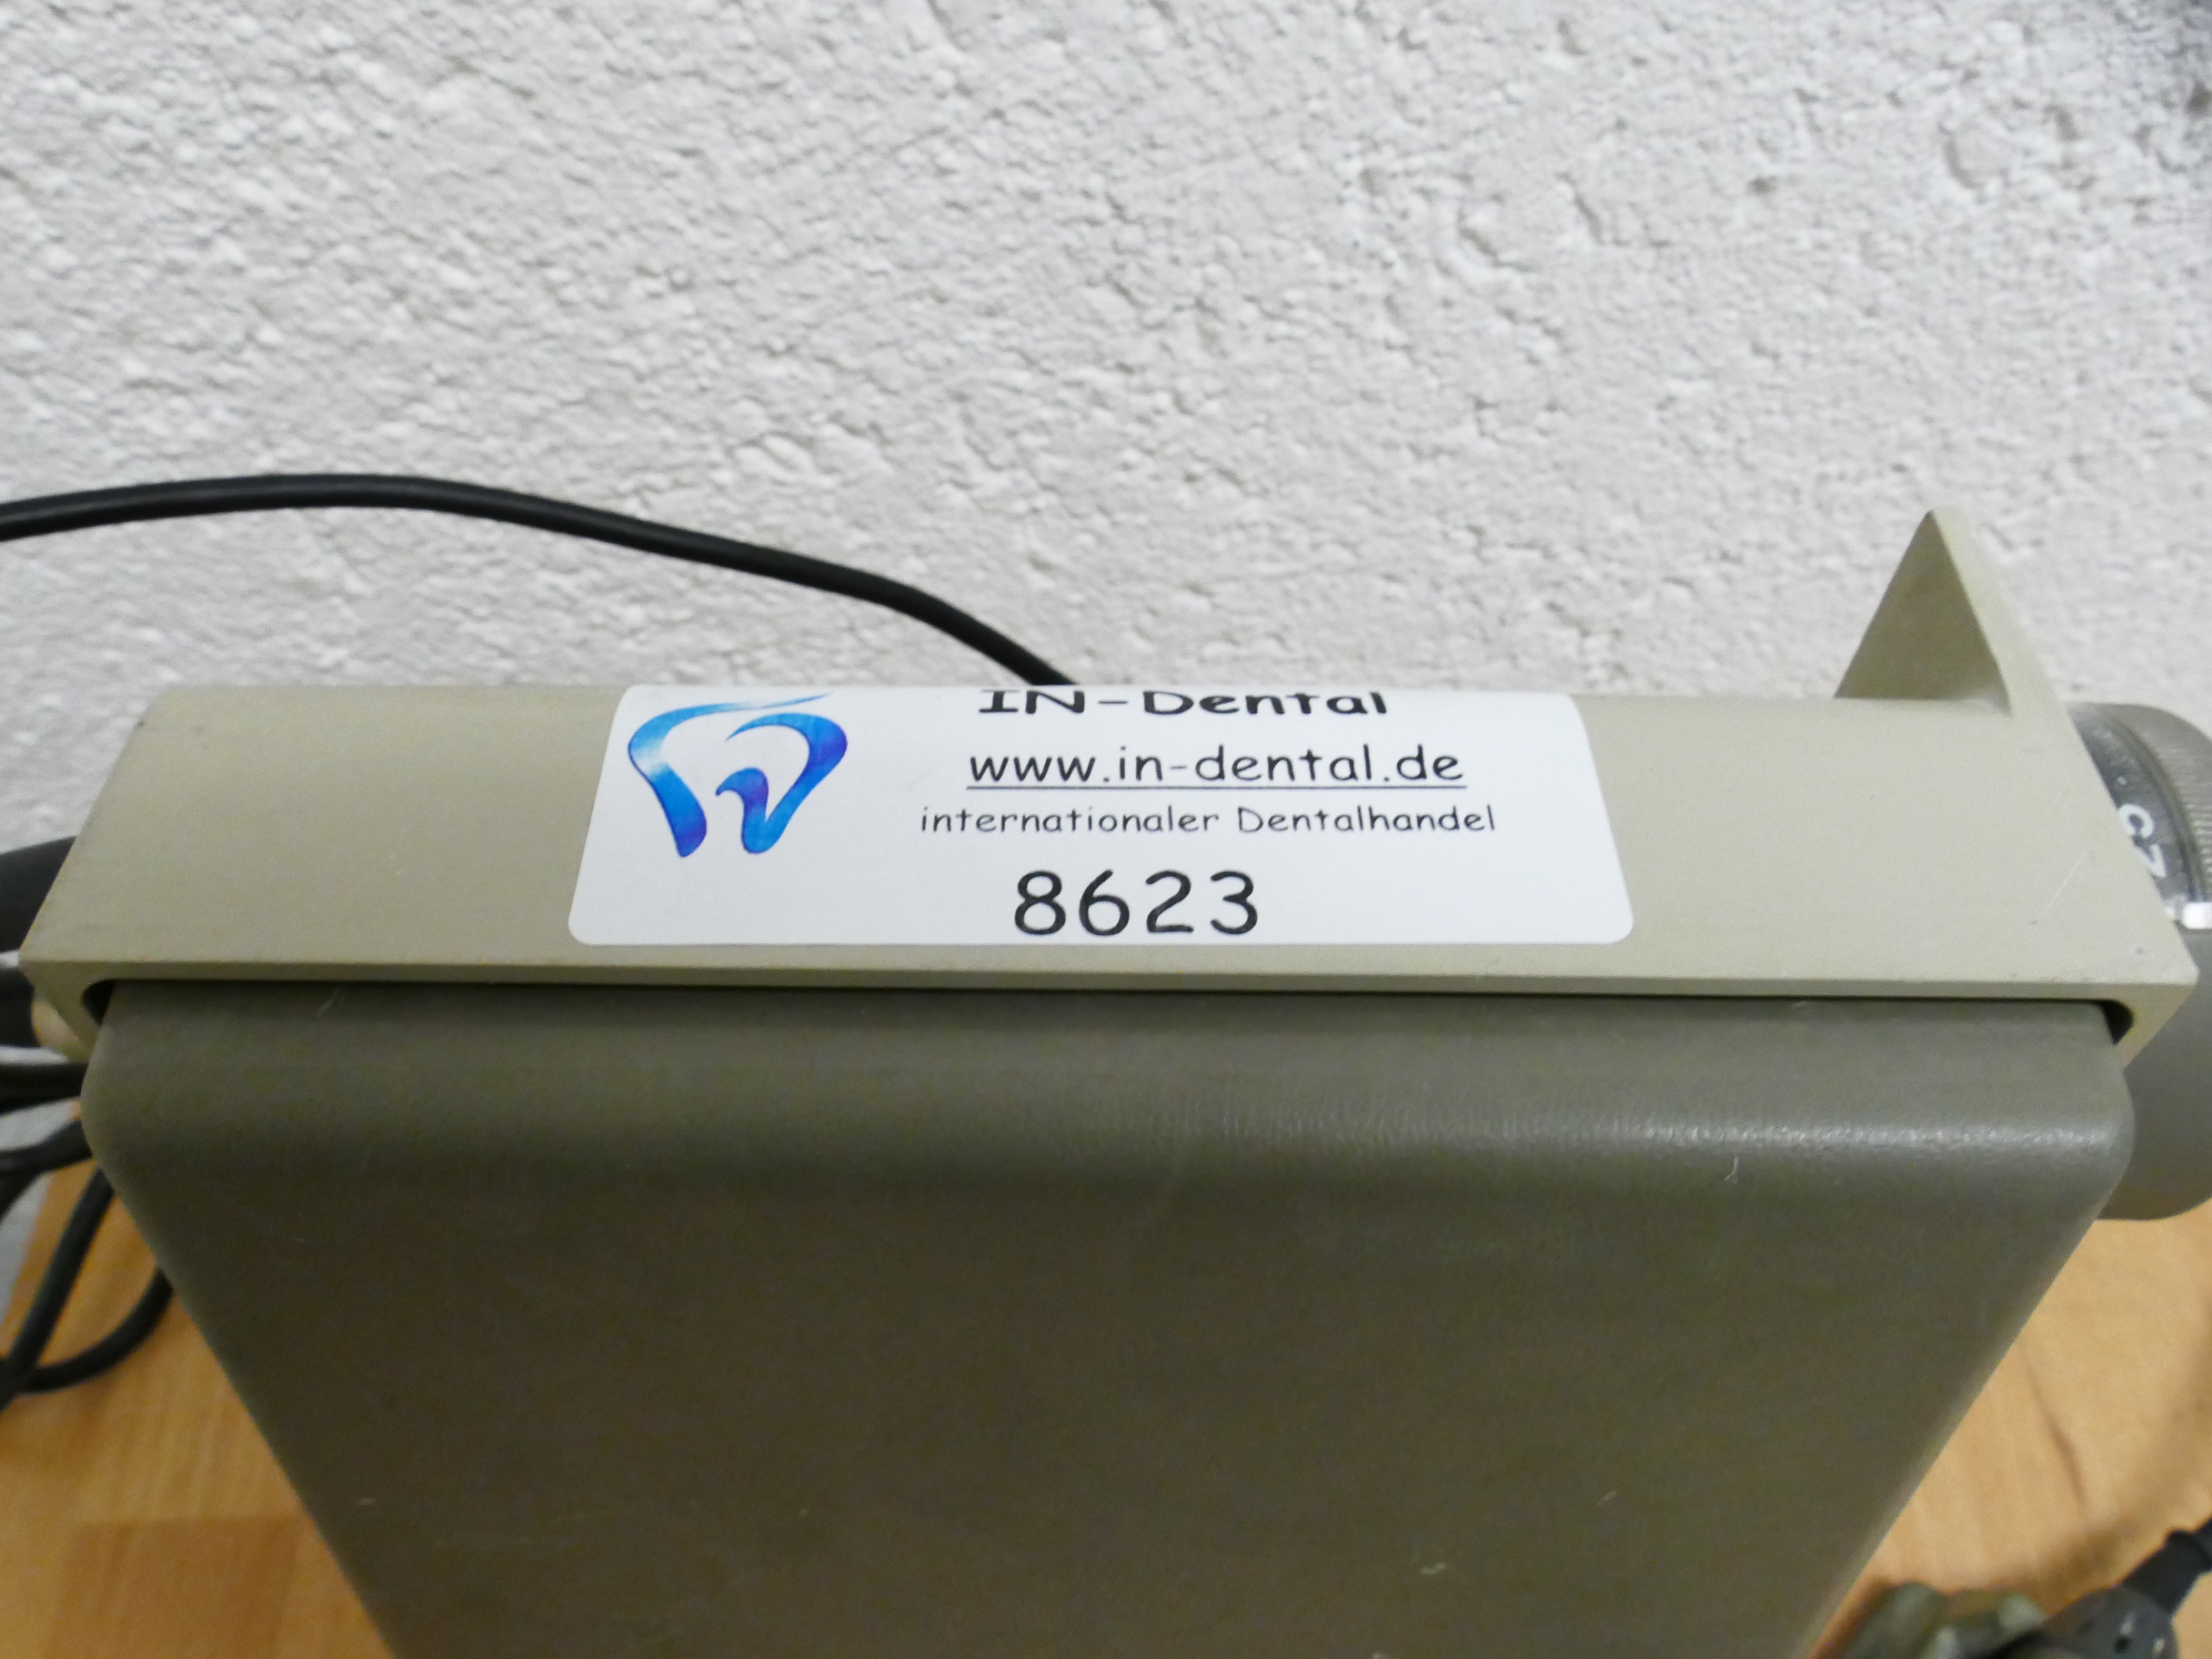 IN-Dental
www.in-dental.de
internationaler Dentalhandel
8623